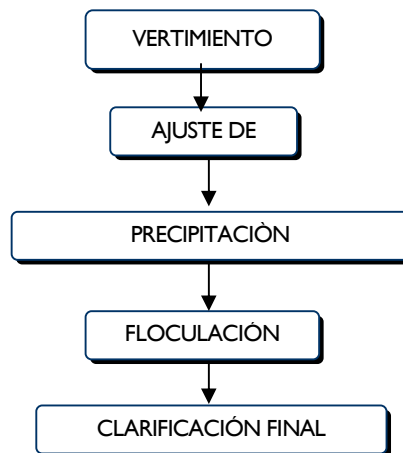 VERTIMIENTO
AJUSTE DE
PRECIPITACIÒN
FLOCULACIÓN
CLARIFICACIÓN FINAL